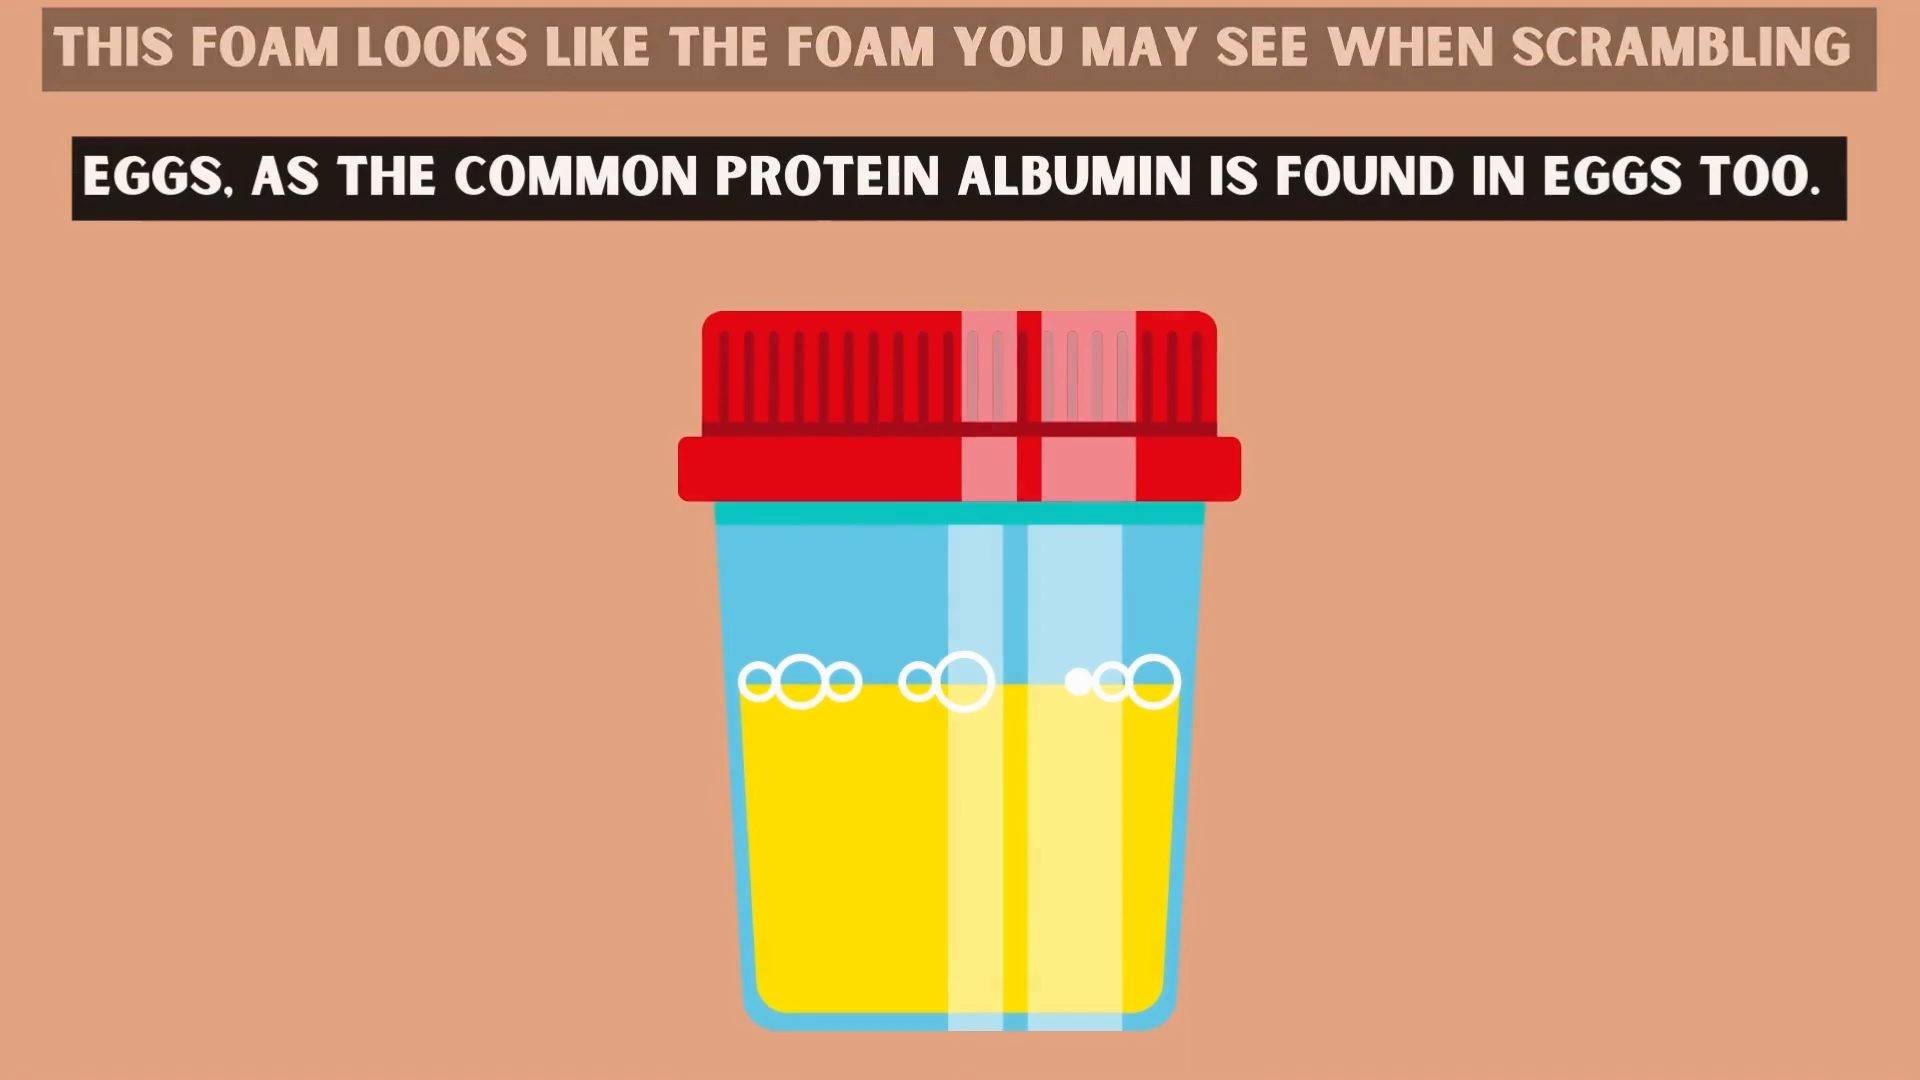 THIS FOAM LOOKS LIKE THE FOAM YOU MAY SEE WHEN SCRAMBLING
EGGS, AS THE COMMON PROTEIN ALBUMIN IS FOUND IN EGGS TOO.